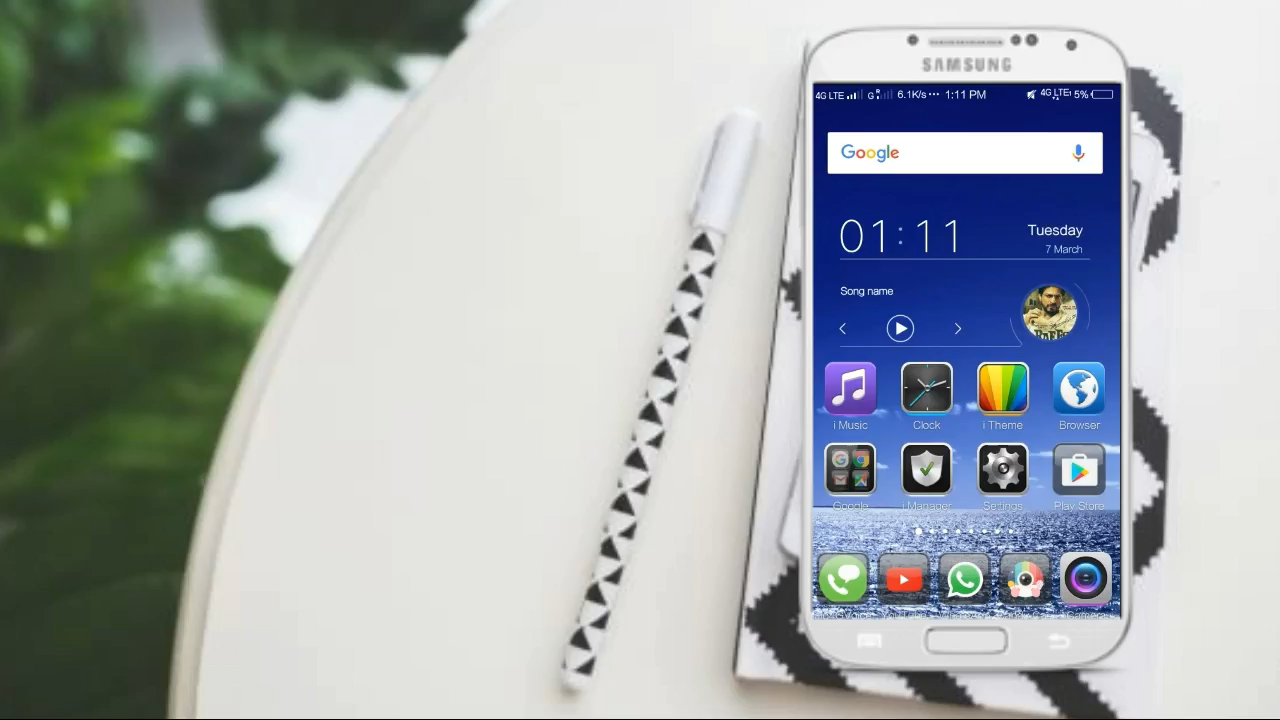 SAMSUNG
4G LTE G R 6.1K/s ··· 1:11 PM 4G LTE 5%
Google
01:11
Tuesday
7 March
Song name
i Music Clock i Theme Browser
Google i Manager Settings Play Store